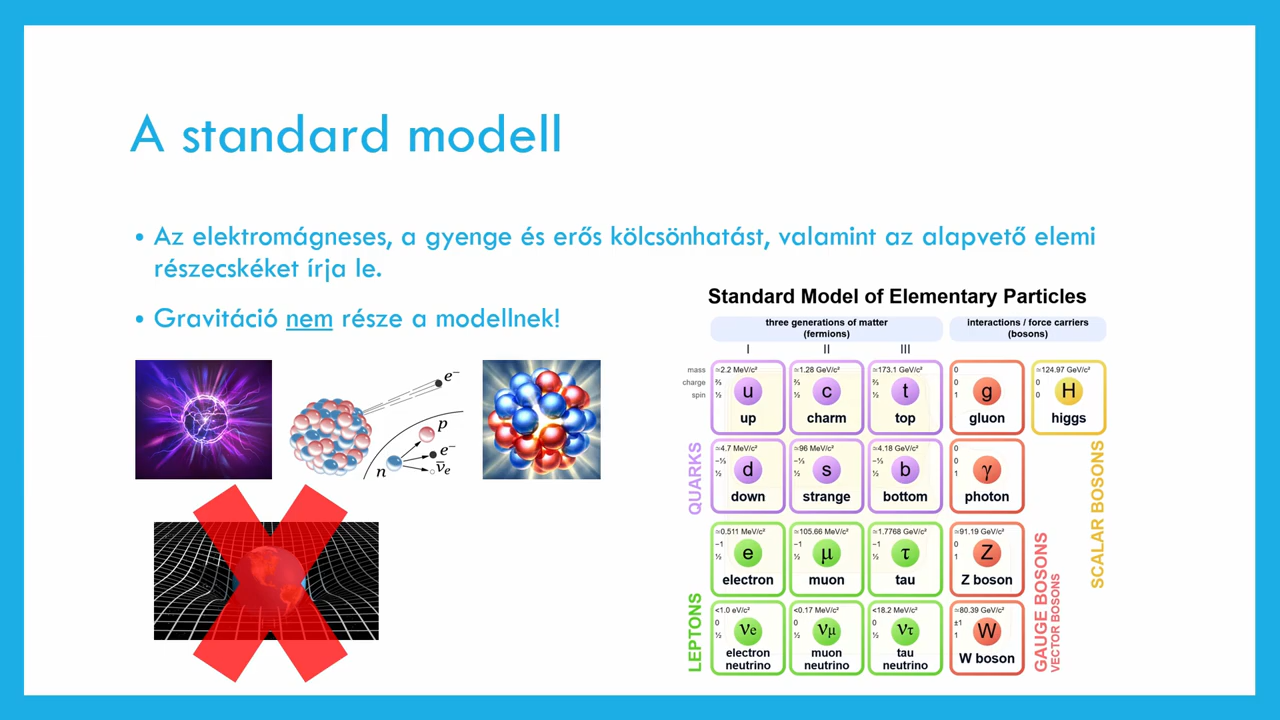 A standard modell
• Az elektromágneses, a gyenge és erős kölcsönhatást, valamint az alapvető elemi
részecskéket írja le.
• Gravitáció nem része a modellnek!
e⁻
p
n
e⁻
ν̄e
Standard Model of Elementary Particles
three generations of matter
(fermions)
interactions / force carriers
(bosons)
I II III
mass
charge
spin
≃2.2 MeV/c²
⅔
½
u
up
≃1.28 GeV/c²
⅔
½
c
charm
≃173.1 GeV/c²
⅔
½
t
top
0
0
1
g
gluon
≃124.97 GeV/c²
0
0
H
higgs
QUARKS
≃4.7 MeV/c²
−⅓
½
d
down
≃96 MeV/c²
−⅓
½
s
strange
≃4.18 GeV/c²
−⅓
½
b
bottom
0
0
1
γ
photon
SCALAR BOSONS
LEPTONS
≃0.511 MeV/c²
−1
½
e
electron
≃105.66 MeV/c²
−1
½
μ
muon
≃1.7768 GeV/c²
−1
½
τ
tau
≃91.19 GeV/c²
0
1
Z
Z boson
<1.0 eV/c²
0
½
νe
electron
neutrino
<0.17 MeV/c²
0
½
νμ
muon
neutrino
<18.2 MeV/c²
0
½
ντ
tau
neutrino
≃80.39 GeV/c²
±1
1
W
W boson
GAUGE BOSONS
VECTOR BOSONS